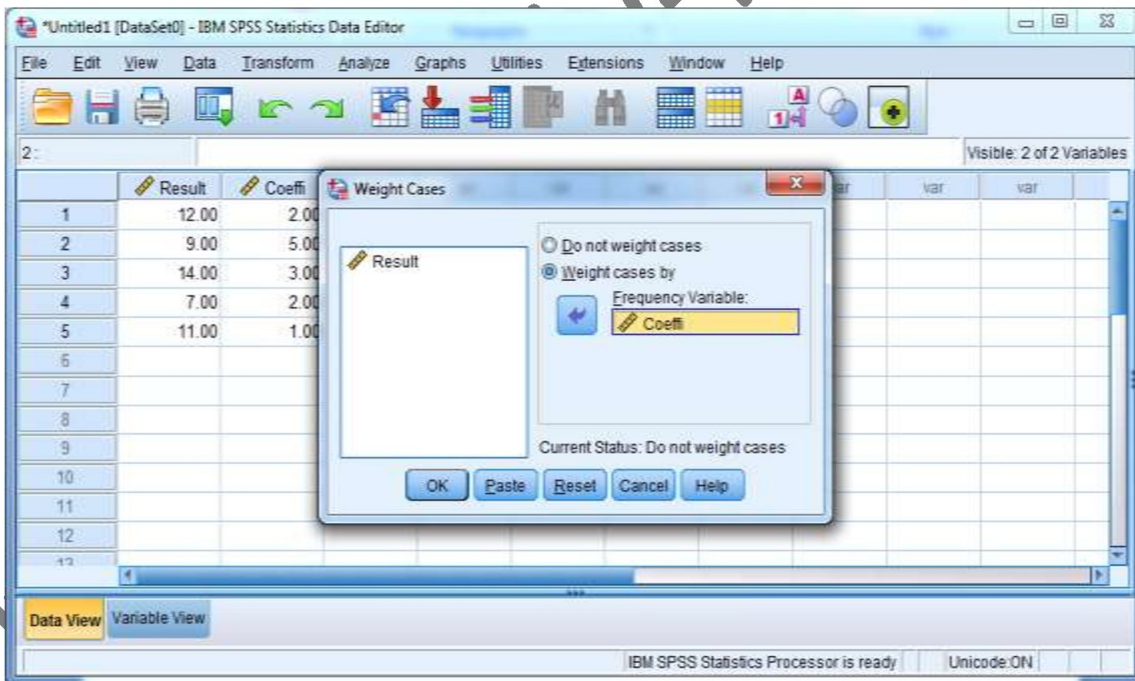 *Untitled1 [DataSet0] - IBM SPSS Statistics Data Editor
File Edit View Data Transform Analyze Graphs Utilities Extensions Window Help
2 :
Visible: 2 of 2 Variables
Result Coeffi var var var
1 12.00 2.00
2 9.00 5.00
3 14.00 3.00
4 7.00 2.00
5 11.00 1.00
6
7
8
9
10
11
12
13
Weight Cases
Result
Do not weight cases
Weight cases by
Frequency Variable:
Coeffi
Current Status: Do not weight cases
OK Paste Reset Cancel Help
Data View Variable View
IBM SPSS Statistics Processor is ready Unicode:ON